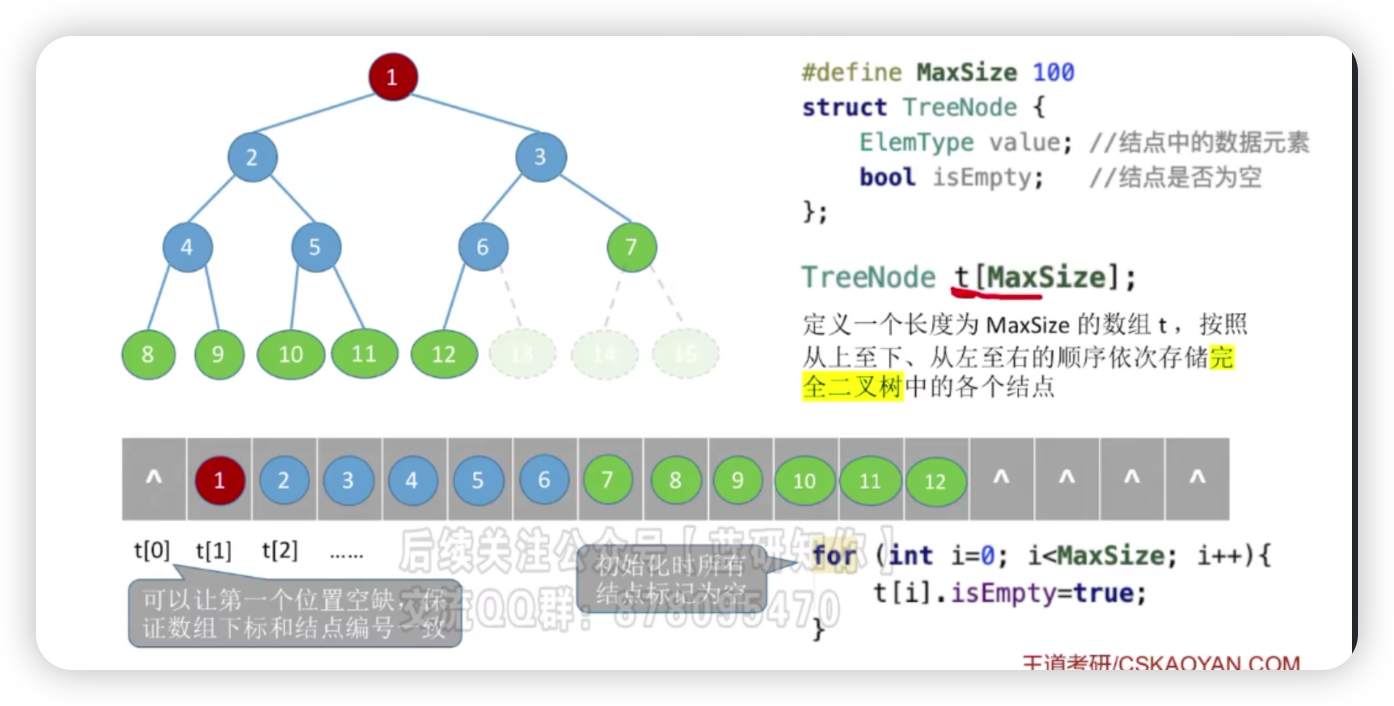 1
2
3
4
5
6
7
8
9
10
11
12
13
14
15
#define MaxSize 100
struct TreeNode {
ElemType value; //结点中的数据元素
bool isEmpty; //结点是否为空
};
TreeNode t[MaxSize];
定义一个长度为 MaxSize 的数组 t ，按照
从上至下、从左至右的顺序依次存储完
全二叉树中的各个结点
^ 1 2 3 4 5 6 7 8 9 10 11 12 ^ ^ ^ ^
t[0] t[1] t[2] ……
可以让第一个位置空缺，保
证数组下标和结点编号一致
后续关注公众号【
交流QQ群：878095470
初始化时所有
结点标记为空
for (int i=0; i<MaxSize; i++){
t[i].isEmpty=true;
}
王道考研/CSKAOYAN.COM